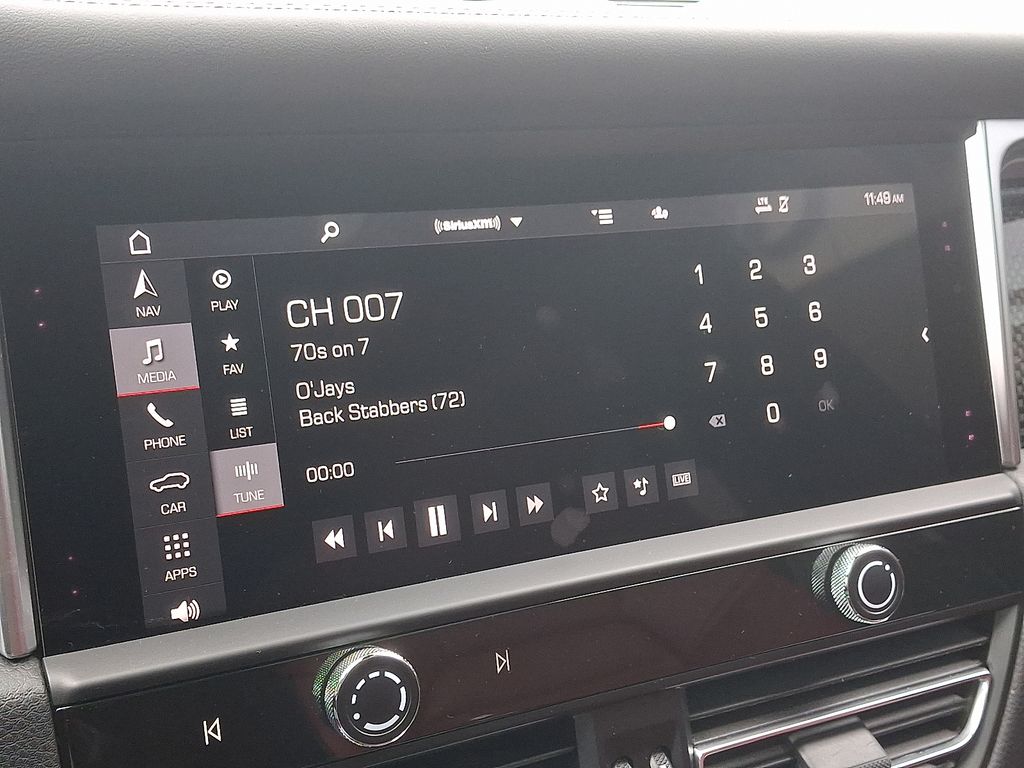 ((SiriusXM))
LTE
11:49 AM
NAV
MEDIA
PHONE
CAR
APPS
PLAY
FAV
LIST
TUNE
CH 007
70s on 7
O'Jays
Back Stabbers (72)
00:00
LIVE
1 2 3
4 5 6
7 8 9
0 OK